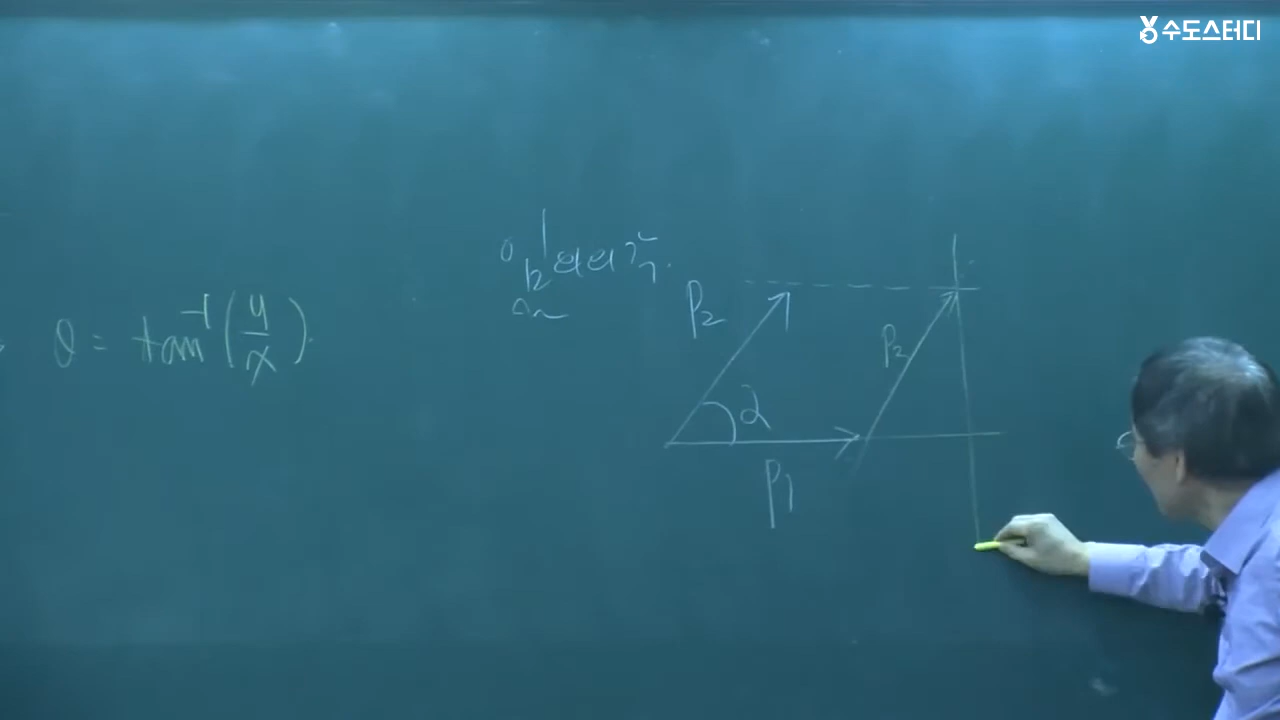 수도스터디
θ = tan⁻¹(y/x).
P₂
P₂
α
P1